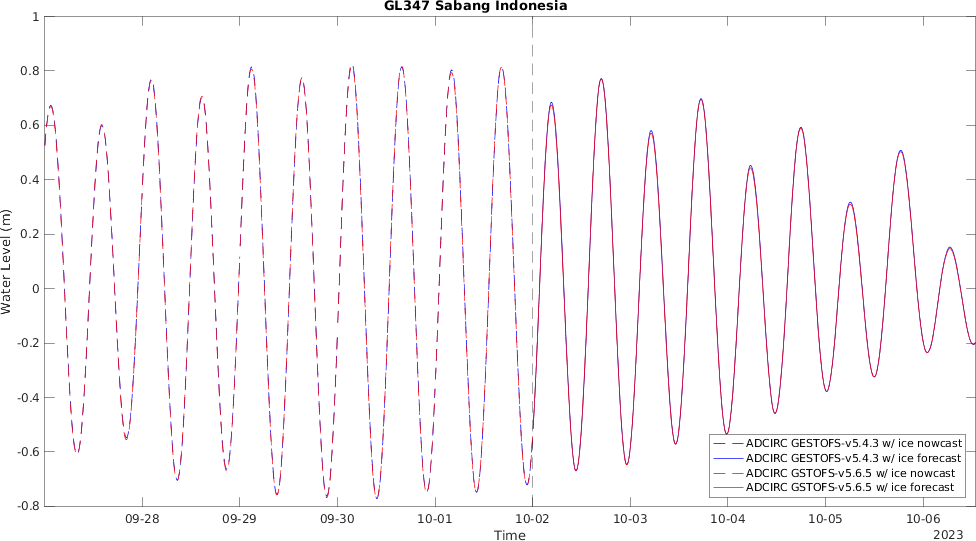 GL347 Sabang Indonesia
1
0.8
0.6
0.4
0.2
0
-0.2
-0.4
-0.6
-0.8
Water Level (m)
ADCIRC GESTOFS-v5.4.3 w/ ice nowcast
ADCIRC GESTOFS-v5.4.3 w/ ice forecast
ADCIRC GSTOFS-v5.6.5 w/ ice nowcast
ADCIRC GSTOFS-v5.6.5 w/ ice forecast
09-28 09-29 09-30 10-01 10-02 10-03 10-04 10-05 10-06
Time
2023